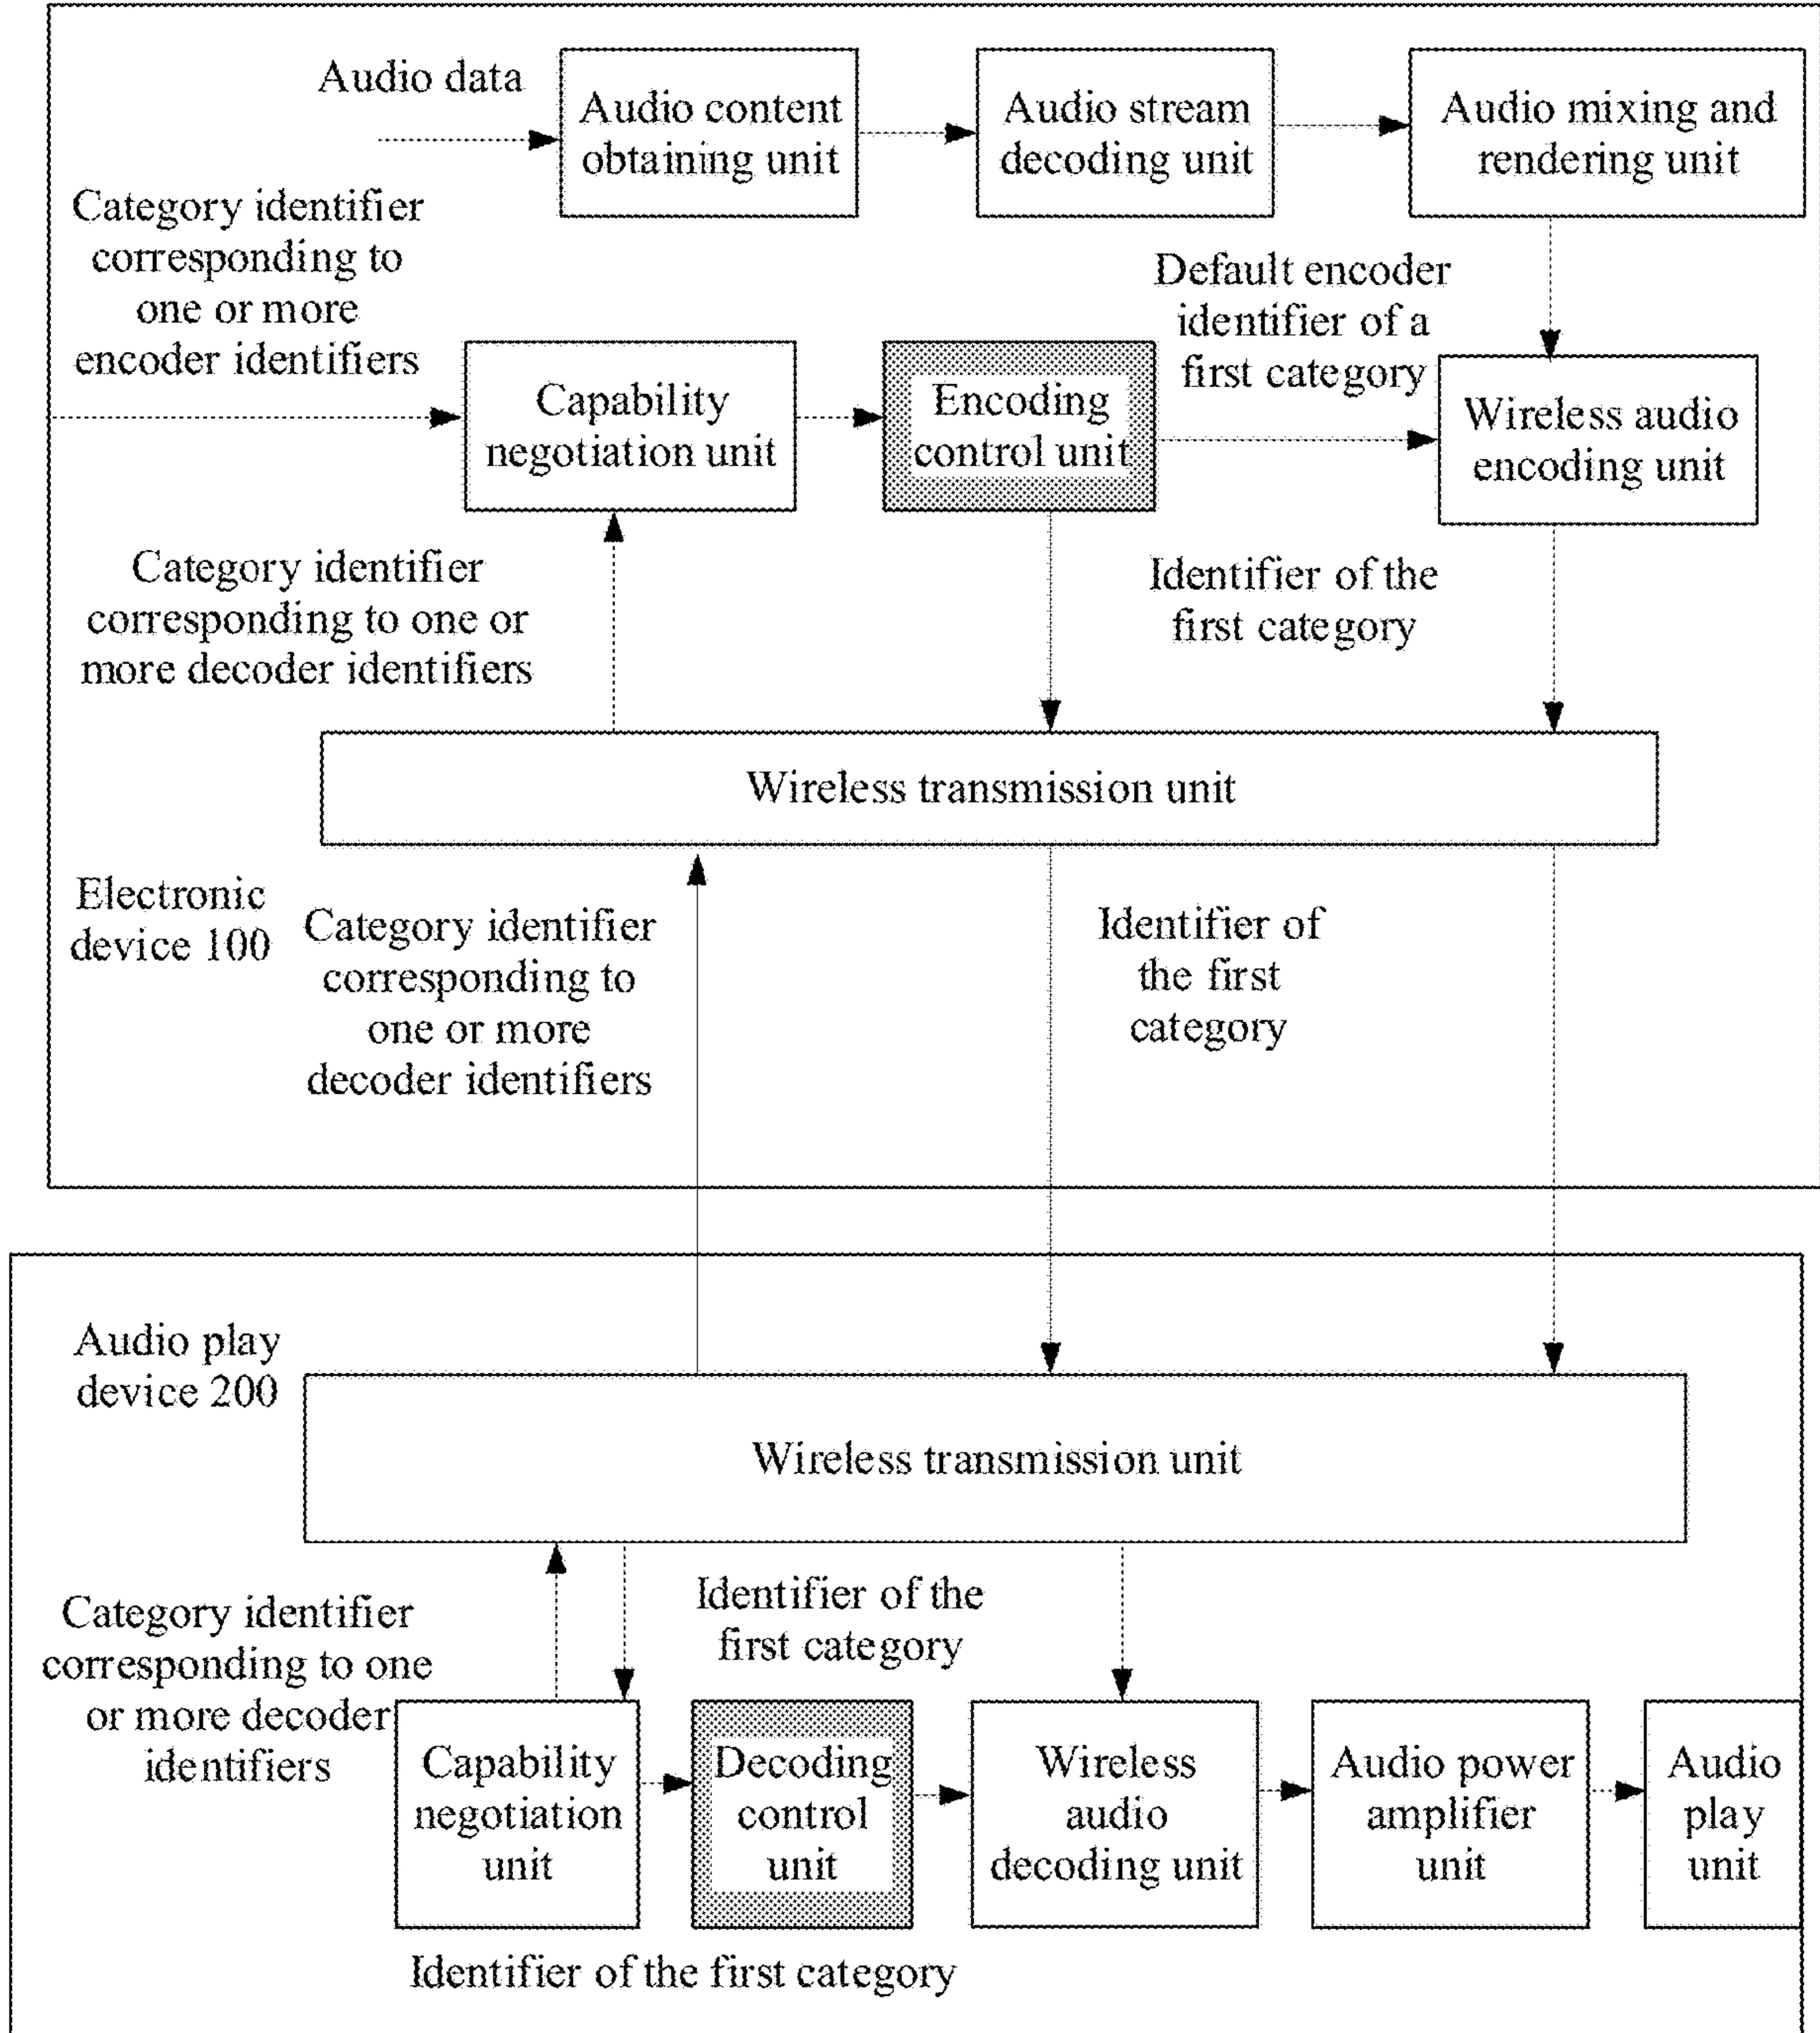 Audio data
Audio content
obtaining unit
Audio stream
decoding unit
Audio mixing and
rendering unit
Category identifier
corresponding to
one or more
encoder identifiers
Default encoder
identifier of a
first category
Capability
negotiation unit
Encoding
control unit
Wireless audio
encoding unit
Category identifier
corresponding to one or
more decoder identifiers
Identifier of the
first category
Wireless transmission unit
Electronic
device 100
Category identifier
corresponding to
one or more
decoder identifiers
Identifier of
the first
category
Audio play
device 200
Wireless transmission unit
Category identifier
corresponding to one
or more decoder
identifiers
Identifier of the
first category
Capability
negotiation
unit
Decoding
control
unit
Wireless
audio
decoding unit
Audio power
amplifier
unit
Audio
play
unit
Identifier of the first category